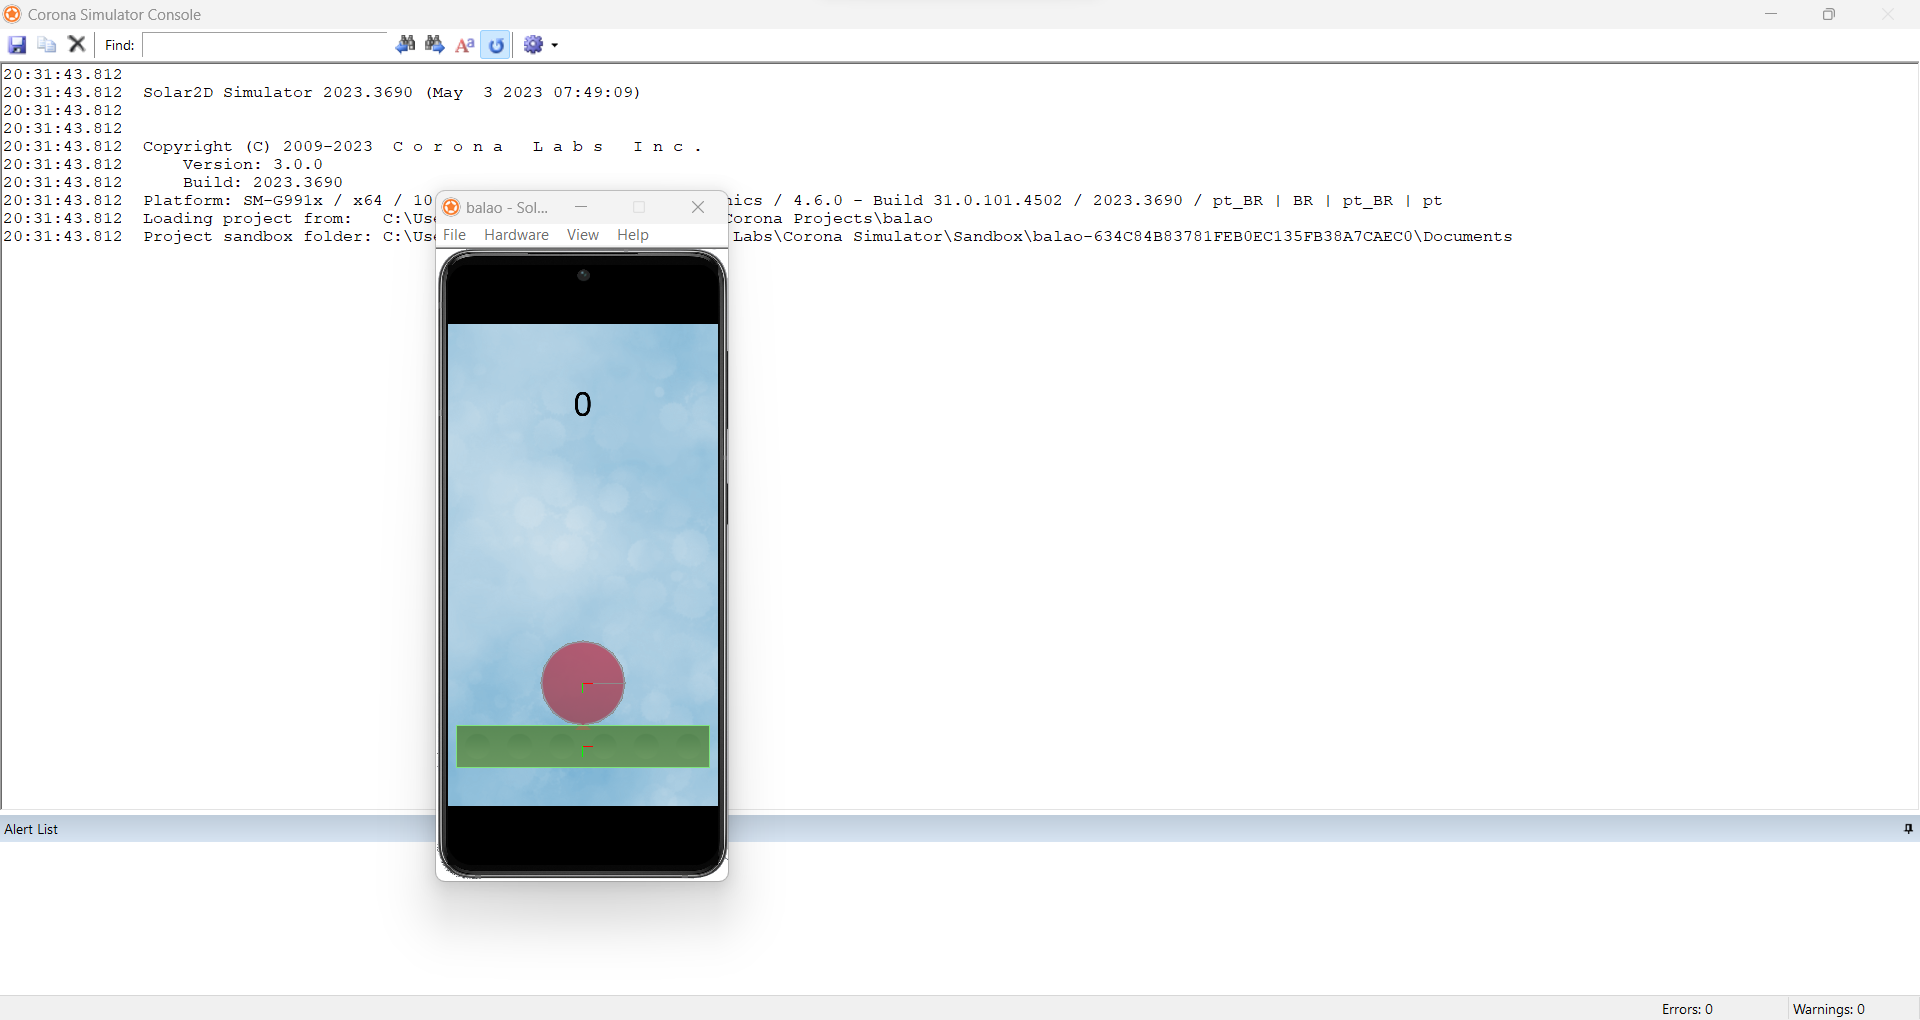 Corona Simulator Console
Find:
20:31:43.812
20:31:43.812 Solar2D Simulator 2023.3690 (May  3 2023 07:49:09)
20:31:43.812
20:31:43.812
20:31:43.812 Copyright (C) 2009-2023  C o r o n a   L a b s   I n c .
20:31:43.812     Version: 3.0.0
20:31:43.812     Build: 2023.3690
20:31:43.812 Platform: SM-G991x / x64 / 10 ics / 4.6.0 - Build 31.0.101.4502 / 2023.3690 / pt_BR | BR | pt_BR | pt
20:31:43.812 Loading project from:   C:\Use Corona Projects\balao
20:31:43.812 Project sandbox folder: C:\Use Labs\Corona Simulator\Sandbox\balao-634C84B83781FEB0EC135FB38A7CAEC0\Documents
balao - Sol...
File Hardware View Help
0
Alert List
Errors: 0 Warnings: 0